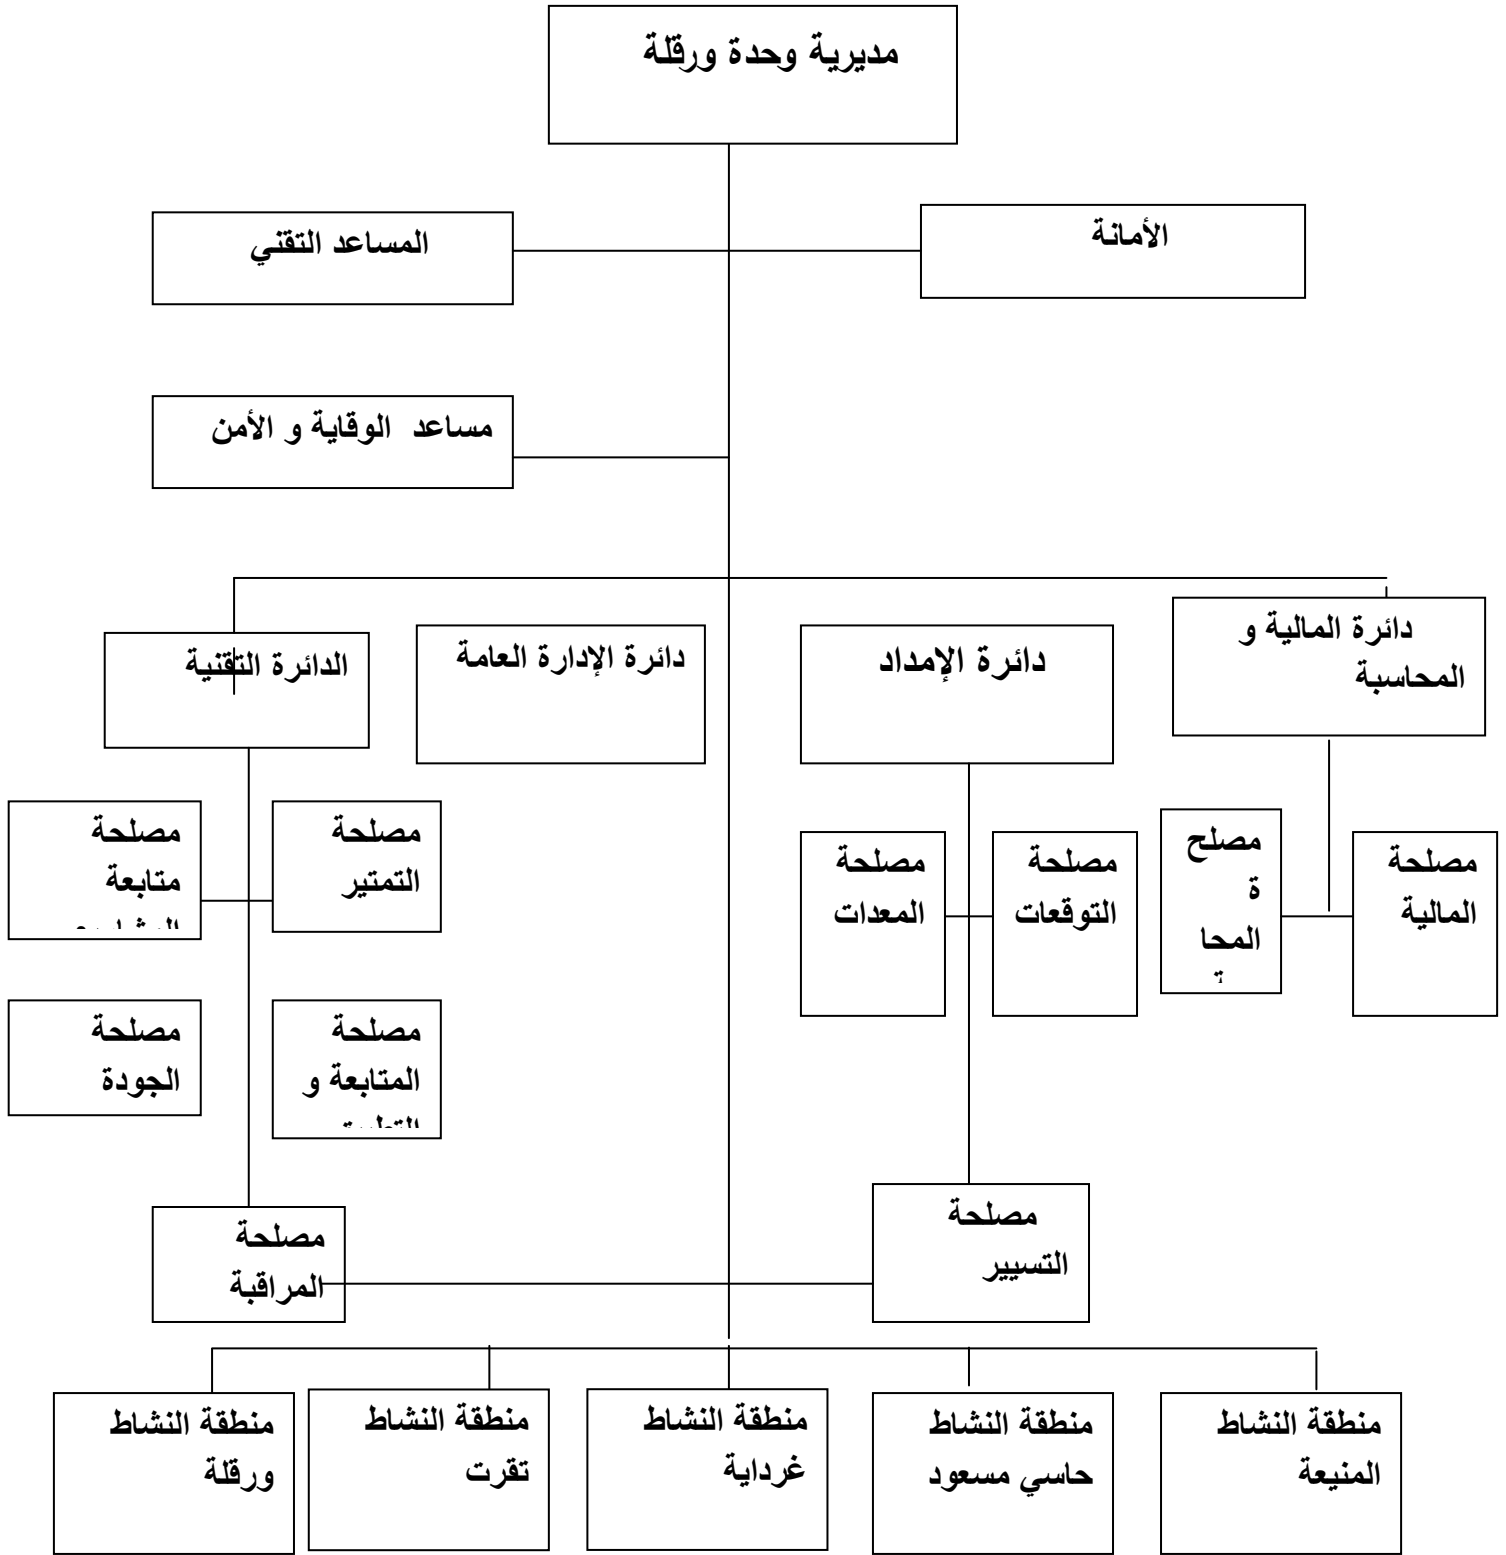 مديرية وحدة ورقلة
الأمانة
المساعد التقني
مساعد الوقاية و الأمن
دائرة المالية و
المحاسبة
دائرة الإمداد
دائرة الإدارة العامة
الدائرة التقنية
مصلحة
المالية
مصلح
ة
المحا
مصلحة
التوقعات
مصلحة
المعدات
مصلحة
التمتير
مصلحة
متابعة
مصلحة
المتابعة و
مصلحة
الجودة
مصلحة
التسيير
مصلحة
المراقبة
منطقة النشاط
المنيعة
منطقة النشاط
حاسي مسعود
منطقة النشاط
غرداية
منطقة النشاط
تقرت
منطقة النشاط
ورقلة